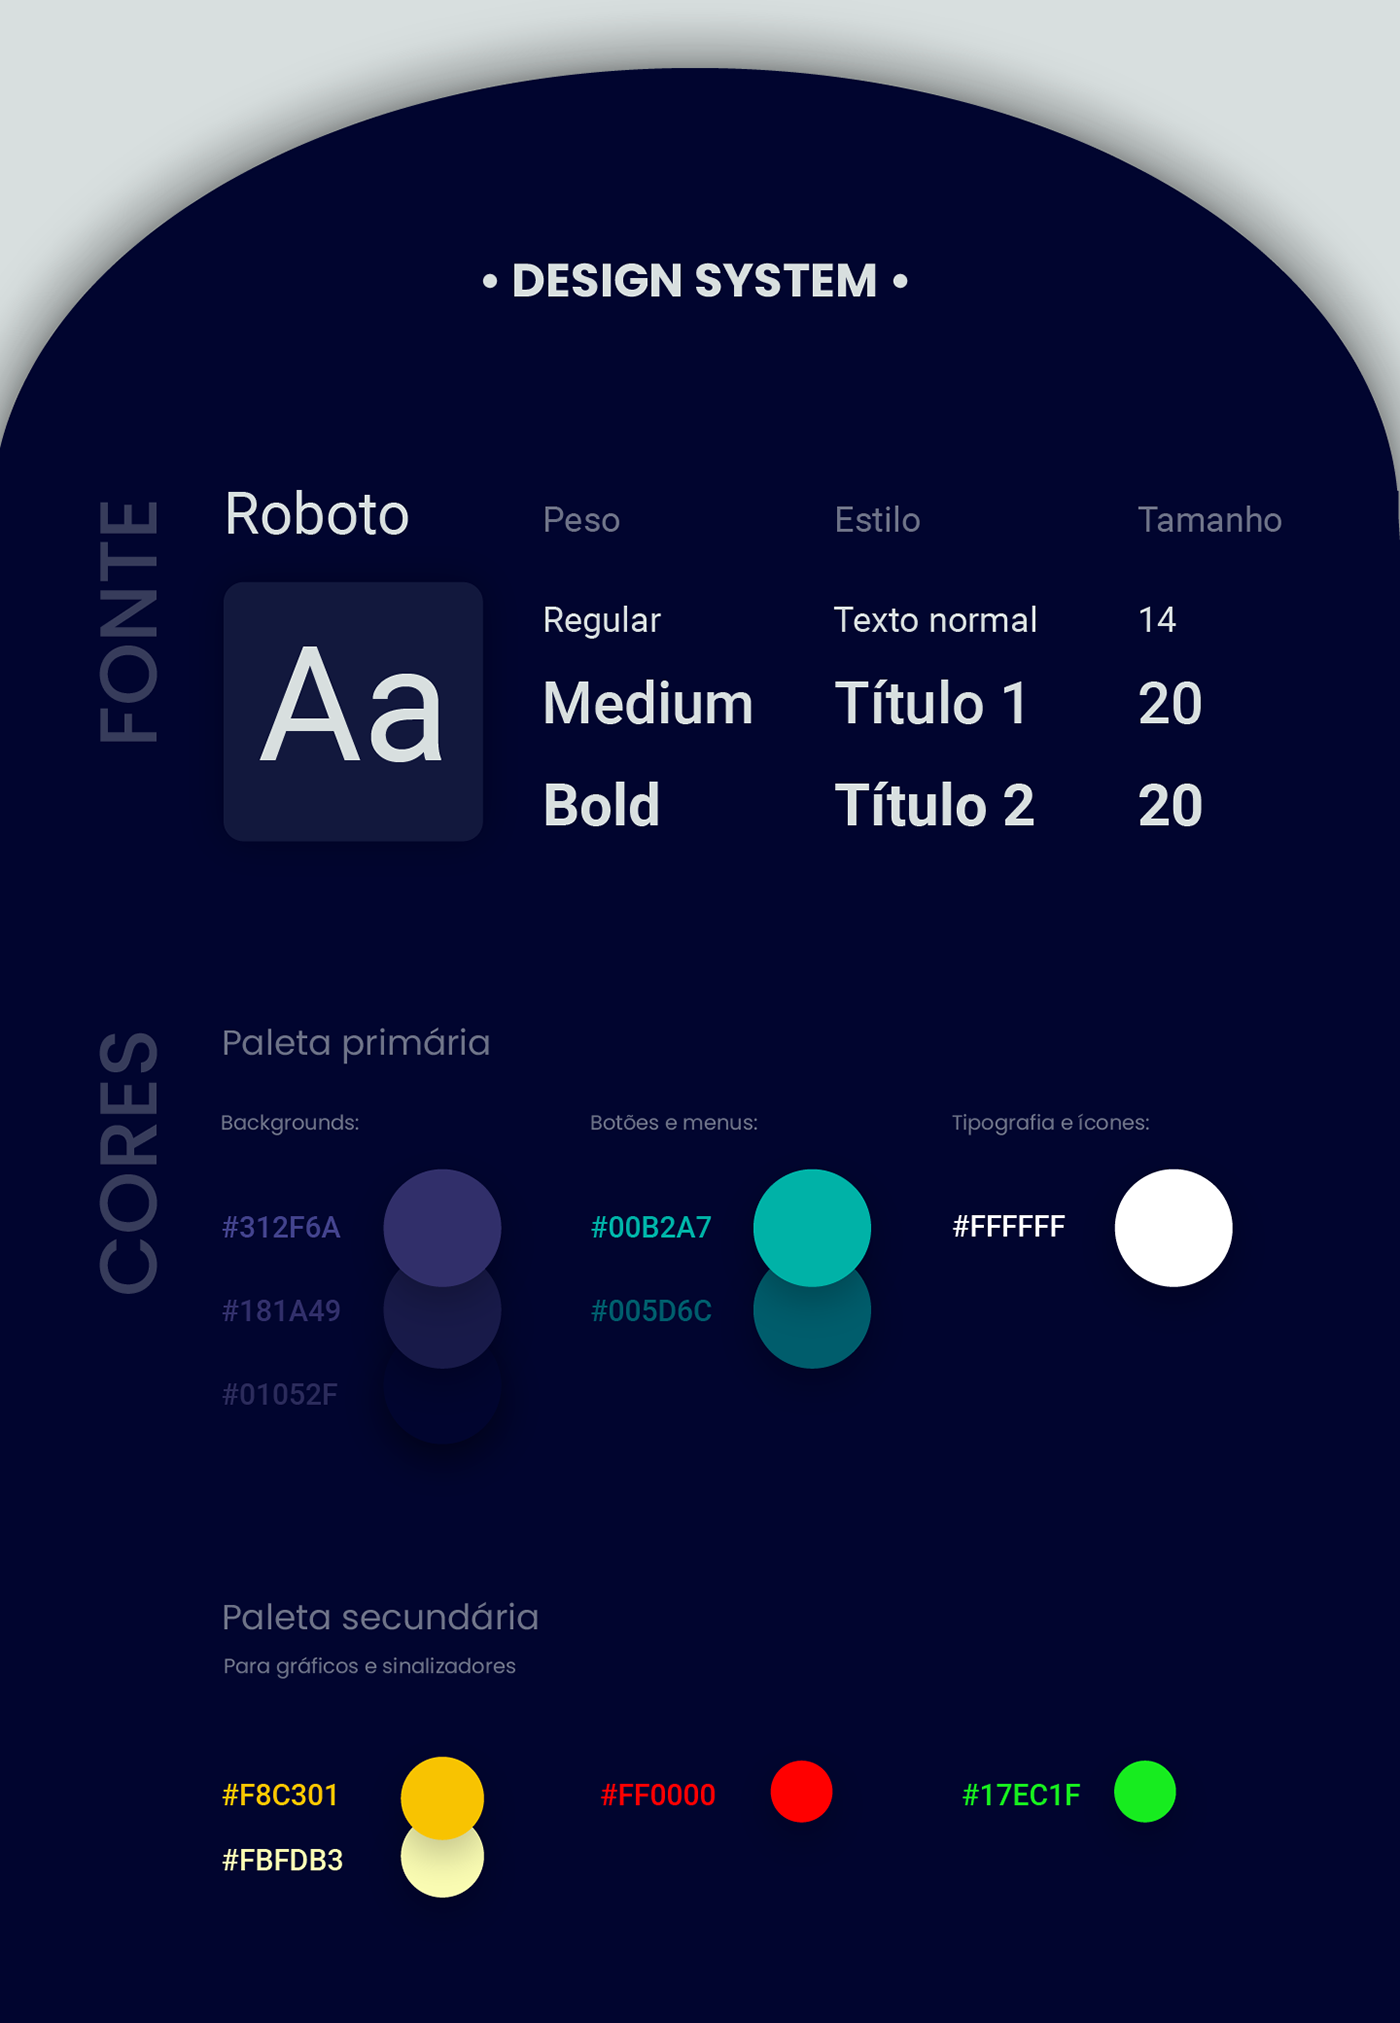 • DESIGN SYSTEM •
FONTE
Roboto
Aa
Peso Estilo Tamanho
Regular Texto normal 14
Medium Título 1 20
Bold Título 2 20
CORES
Paleta primária
Backgrounds: Botões e menus: Tipografia e ícones:
#312F6A #00B2A7 #FFFFFF
#181A49 #005D6C
#01052F
Paleta secundária
Para gráficos e sinalizadores
#F8C301 #FF0000 #17EC1F
#FBFDB3